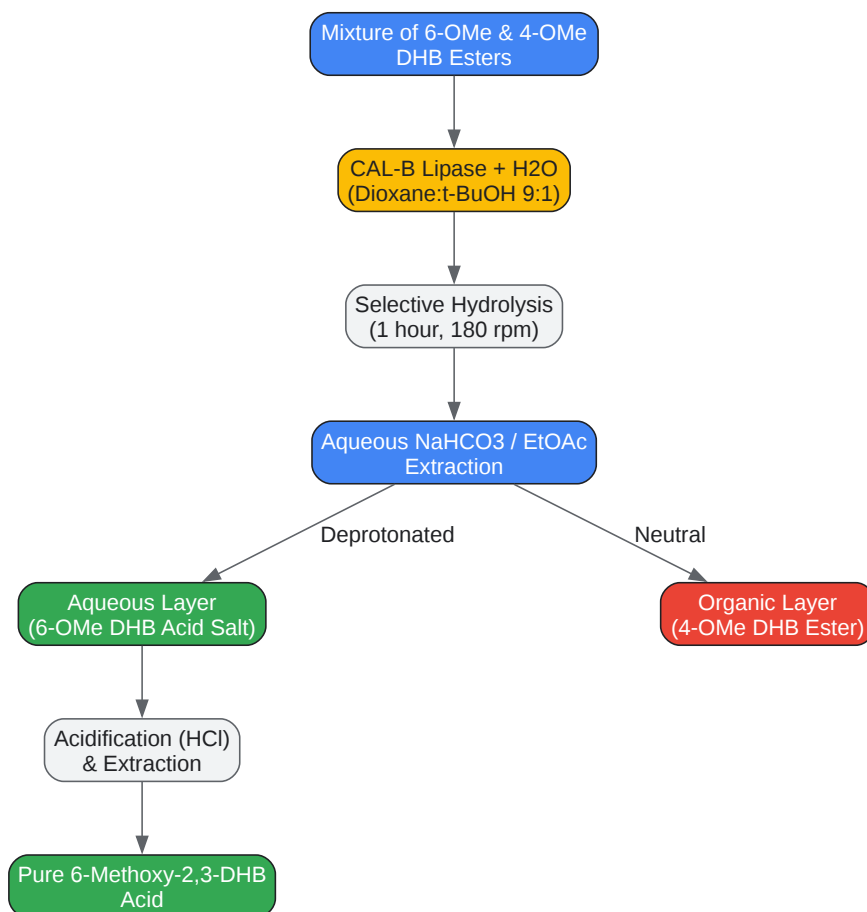 Mixture of 6-OMe & 4-OMe
DHB Esters
CAL-B Lipase + H2O
(Dioxane:t-BuOH 9:1)
Selective Hydrolysis
(1 hour, 180 rpm)
Aqueous NaHCO3 / EtOAc
Extraction
Deprotonated
Neutral
Aqueous Layer
(6-OMe DHB Acid Salt)
Organic Layer
(4-OMe DHB Ester)
Acidification (HCl)
& Extraction
Pure 6-Methoxy-2,3-DHB
Acid